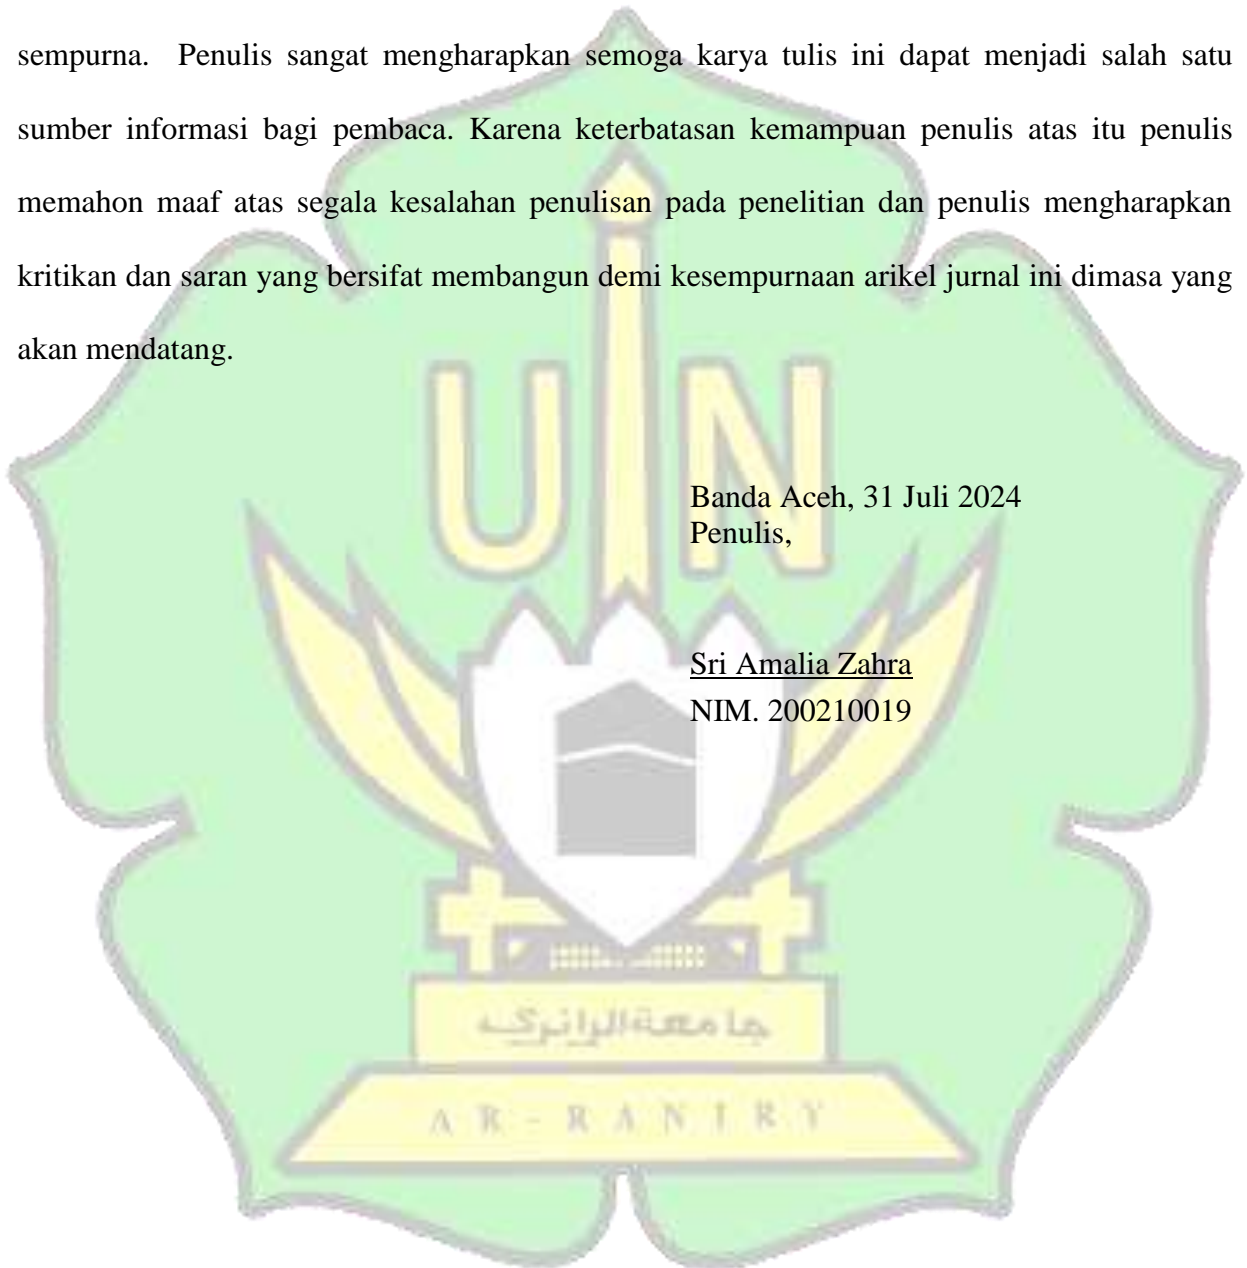 sempurna. Penulis sangat mengharapkan semoga karya tulis ini dapat menjadi salah satu
sumber informasi bagi pembaca. Karena keterbatasan kemampuan penulis atas itu penulis
memahon maaf atas segala kesalahan penulisan pada penelitian dan penulis mengharapkan
kritikan dan saran yang bersifat membangun demi kesempurnaan arikel jurnal ini dimasa yang
akan mendatang.
UIN
Banda Aceh, 31 Juli 2024
Penulis,
Sri Amalia Zahra
NIM. 200210019
جامعة الرانري
AR - RANIRY